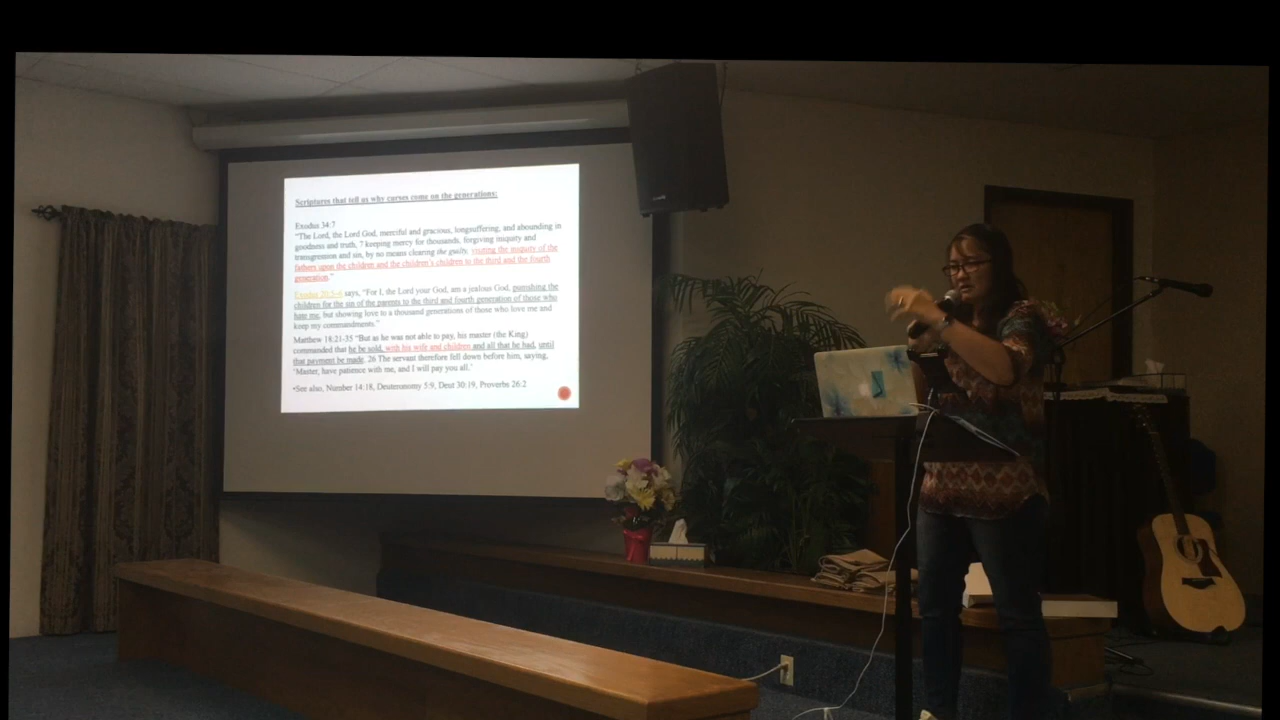 Scriptures that tell us why curses come on the generations:
Exodus 34:7
"The Lord, the Lord God, merciful and gracious, longsuffering, and abounding in
goodness and truth, 7 keeping mercy for thousands, forgiving iniquity and
transgression and sin, by no means clearing the guilty, visiting the iniquity of the
fathers upon the children and the children's children to the third and the fourth
generation."
Exodus 20:5-6 says, "For I, the Lord your God, am a jealous God, punishing the
children for the sin of the parents to the third and fourth generation of those who
hate me, but showing love to a thousand generations of those who love me and
keep my commandments."
Matthew 18:21-35 "But as he was not able to pay, his master (the King)
commanded that he be sold, with his wife and children and all that he had, until
that payment be made. 26 The servant therefore fell down before him, saying,
'Master, have patience with me, and I will pay you all.'
•See also, Number 14:18, Deuteronomy 5:9, Deut 30:19, Proverbs 26:2